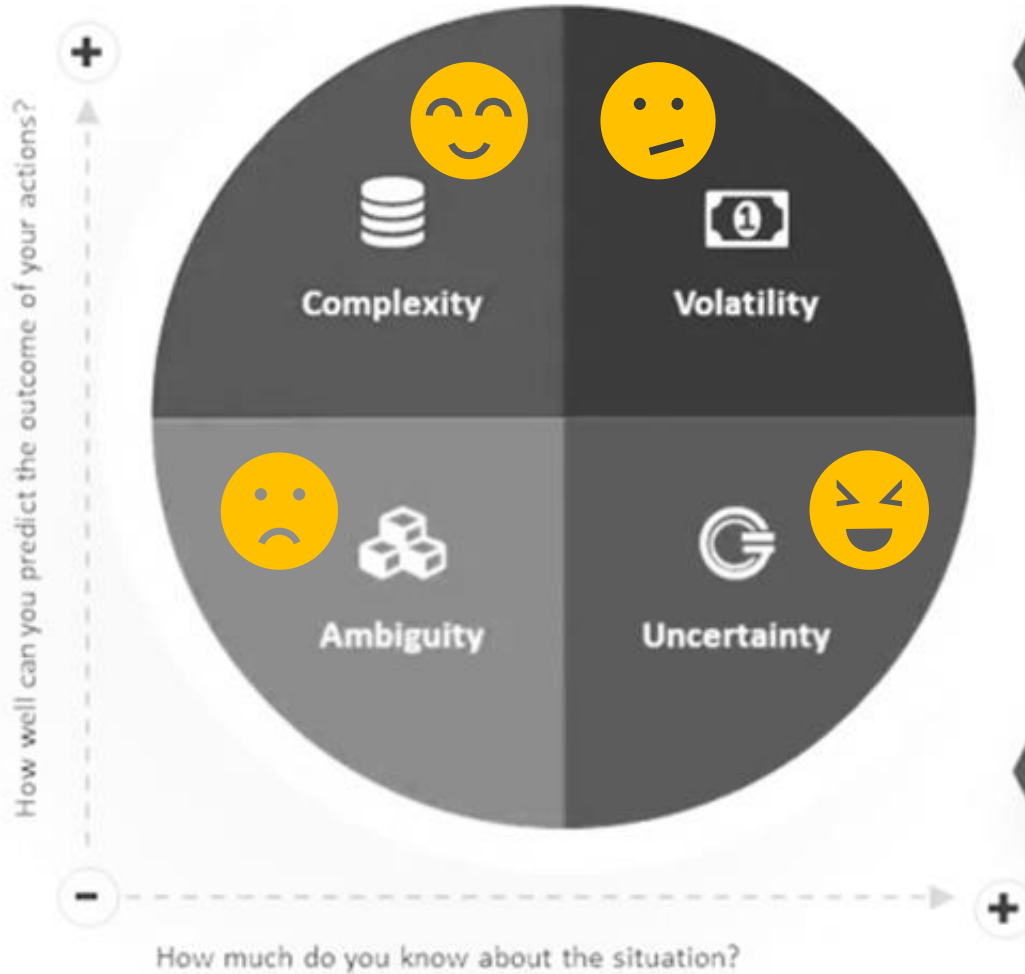 How well can you predict the outcome of your actions?
+
Complexity
1
Volatility
Ambiguity
Uncertainty
-
+
How much do you know about the situation?